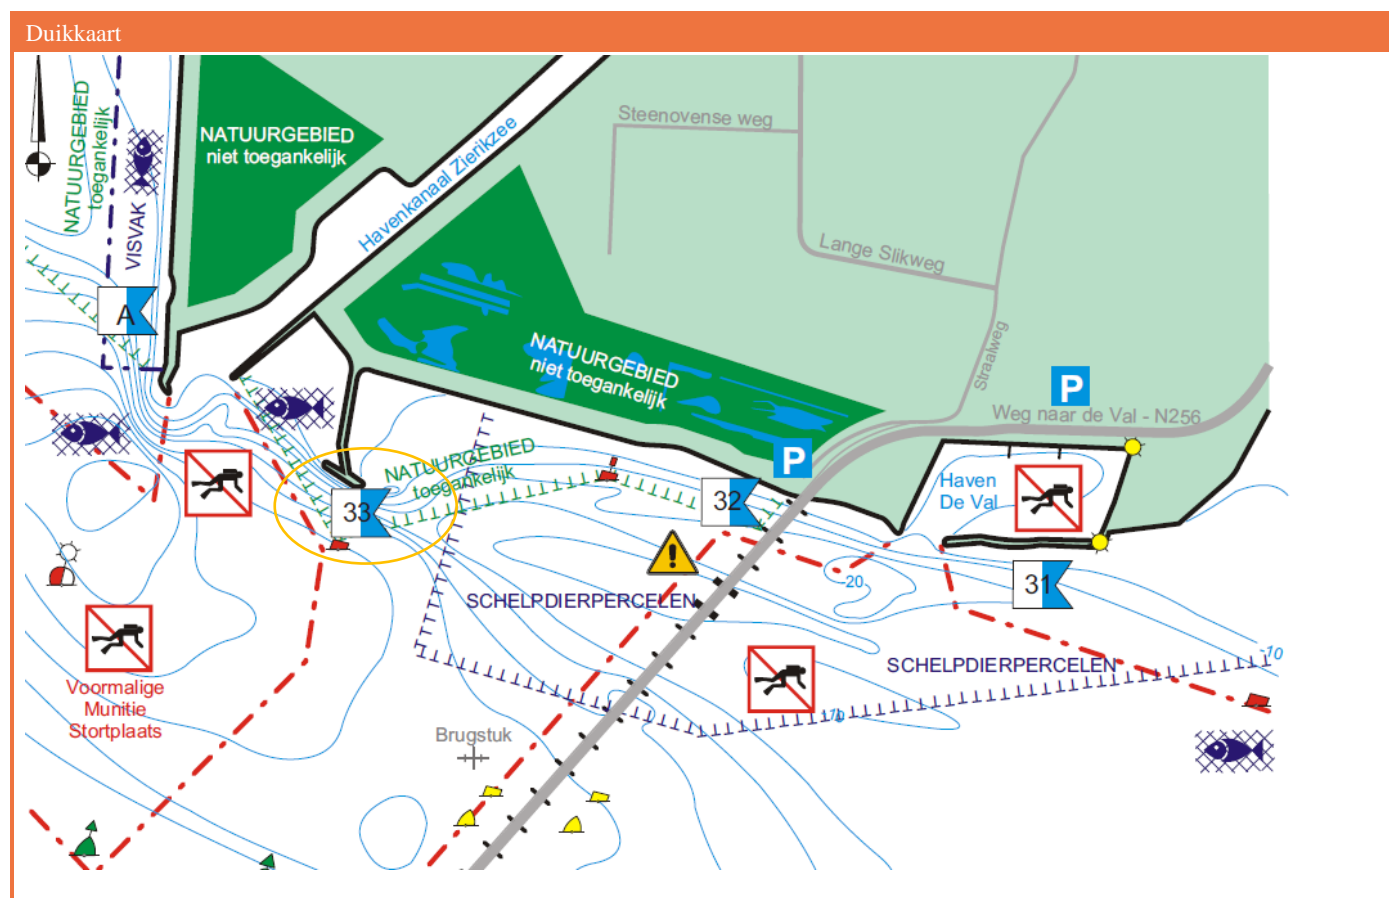 Duikkaart
NATUURGEBIED
toegankelijk
VISVAK
NATUURGEBIED
niet toegankelijk
Havenkanaal Zierikzee
Steenovense weg
Lange Slikweg
Straalweg
A
NATUURGEBIED
niet toegankelijk
P
Weg naar de Val - N256
P
NATUURGEBIED
toegankelijk
33
32
Haven
De Val
31
-20
SCHELPDIERPERCELEN
SCHELPDIERPERCELEN
-10
-10
Voormalige
Munitie
Stortplaats
Brugstuk